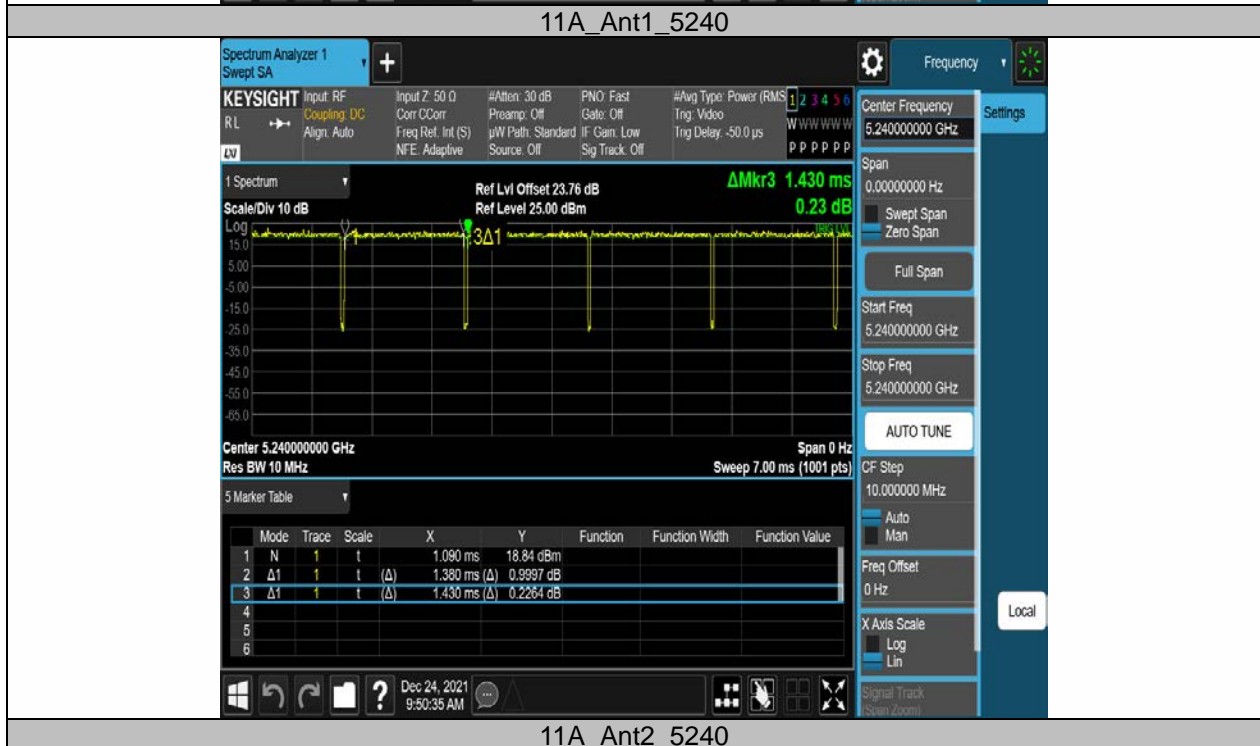 11A_Ant1_5240
Spectrum Analyzer 1
Swept SA
+
Frequency
KEYSIGHT
RL
LXI
Input: RF
Coupling: DC
Align: Auto
Input Z: 50 Ω
Corr CCorr
Freq Ref: Int (S)
NFE: Adaptive
#Atten: 30 dB
Preamp: Off
µW Path: Standard
Source: Off
PNO: Fast
Gate: Off
IF Gain: Low
Sig Track: Off
#Avg Type: Power (RMS
Trig: Video
Trig Delay: -50.0 µs
1 2 3 4 5 6
W W W W W W
P P P P P P
1 Spectrum
Scale/Div 10 dB
Ref Lvl Offset 23.76 dB
Ref Level 25.00 dBm
ΔMkr3 1.430 ms
0.23 dB
Log
TRIG LVL
1
3Δ1
15.0
5.00
-5.00
-15.0
-25.0
-35.0
-45.0
-55.0
-65.0
Center 5.240000000 GHz
Res BW 10 MHz
Span 0 Hz
Sweep 7.00 ms (1001 pts)
5 Marker Table
Mode Trace Scale X Y Function Function Width Function Value
1 N 1 t 1.090 ms 18.84 dBm
2 Δ1 1 t (Δ) 1.380 ms (Δ) 0.9997 dB
3 Δ1 1 t (Δ) 1.430 ms (Δ) 0.2264 dB
4
5
6
Center Frequency
5.240000000 GHz
Settings
Span
0.00000000 Hz
Swept Span
Zero Span
Full Span
Start Freq
5.240000000 GHz
Stop Freq
5.240000000 GHz
AUTO TUNE
CF Step
10.000000 MHz
Auto
Man
Freq Offset
0 Hz
X Axis Scale
Log
Lin
Local
Signal Track
(Span Zoom)
?
Dec 24, 2021
9:50:35 AM
11A_Ant2_5240